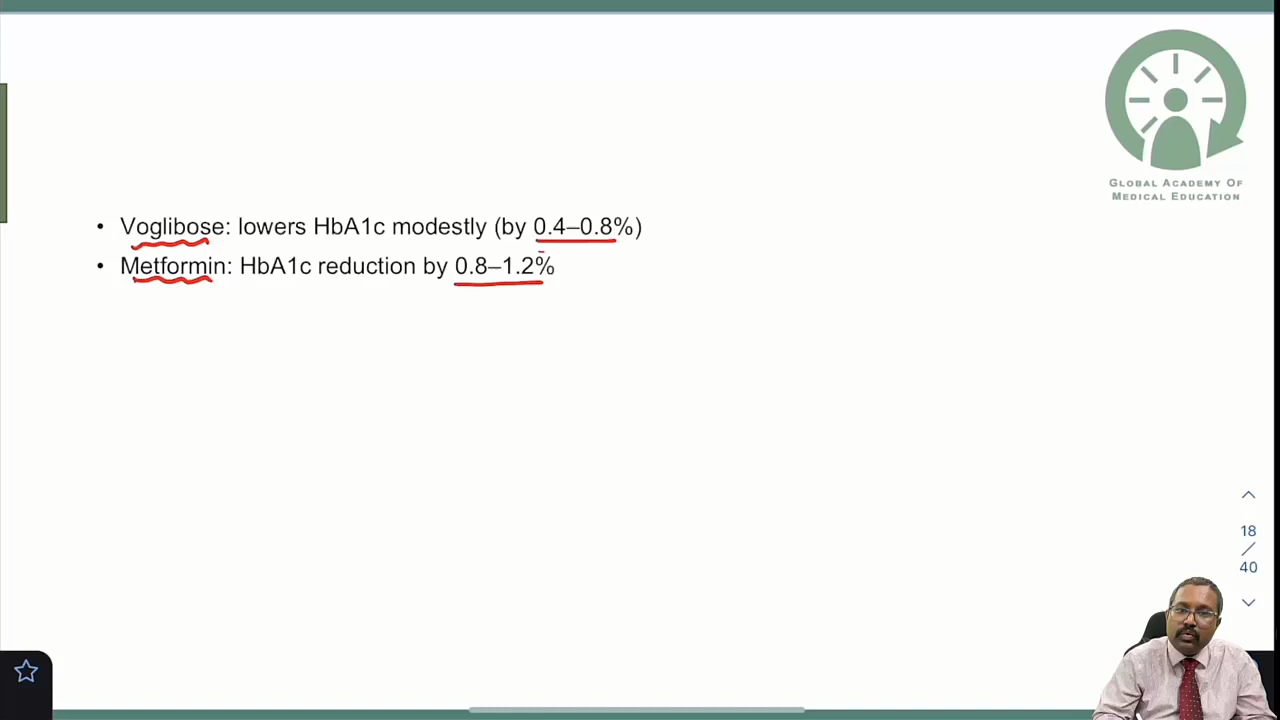 GLOBAL ACADEMY OF
MEDICAL EDUCATION
• Voglibose: lowers HbA1c modestly (by 0.4–0.8%)
• Metformin: HbA1c reduction by 0.8–1.2%
18
/
40